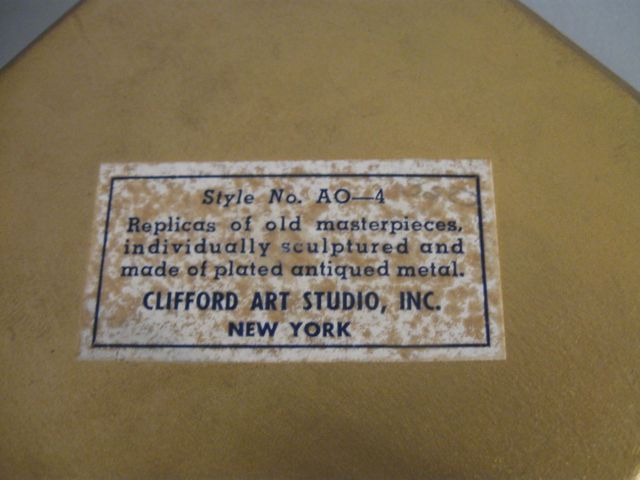 Style No. AO—4
Replicas of old masterpieces,
individually sculptured and
made of plated antiqued metal.
CLIFFORD ART STUDIO, INC.
NEW YORK